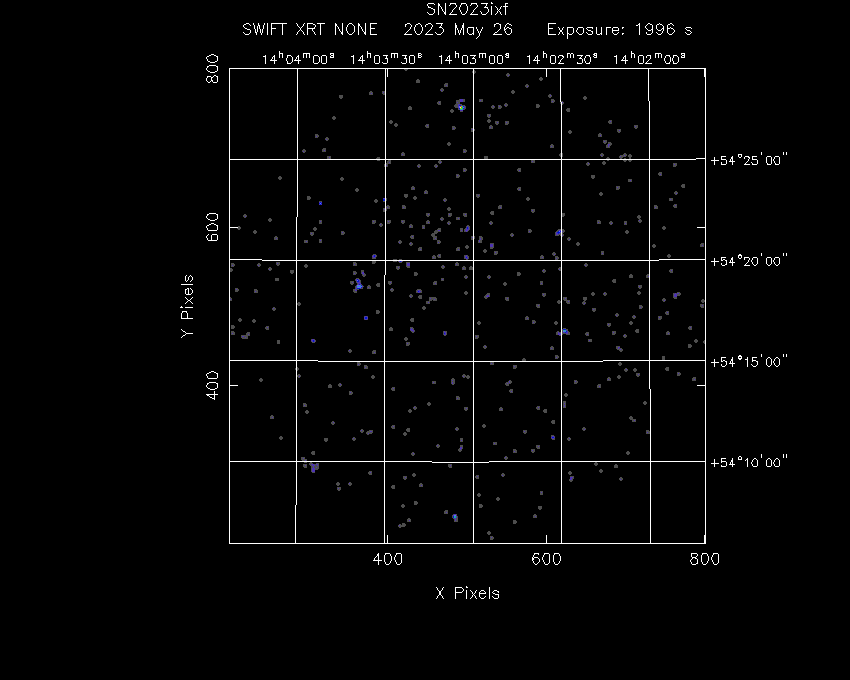 SN2023ixf
SWIFT XRT NONE 2023 May 26 Exposure: 1996 s
14ʰ04ᵐ00ˢ 14ʰ03ᵐ30ˢ 14ʰ03ᵐ00ˢ 14ʰ02ᵐ30ˢ 14ʰ02ᵐ00ˢ
800
+54°25'00"
600
+54°20'00"
Y Pixels
+54°15'00"
400
+54°10'00"
400 600 800
X Pixels